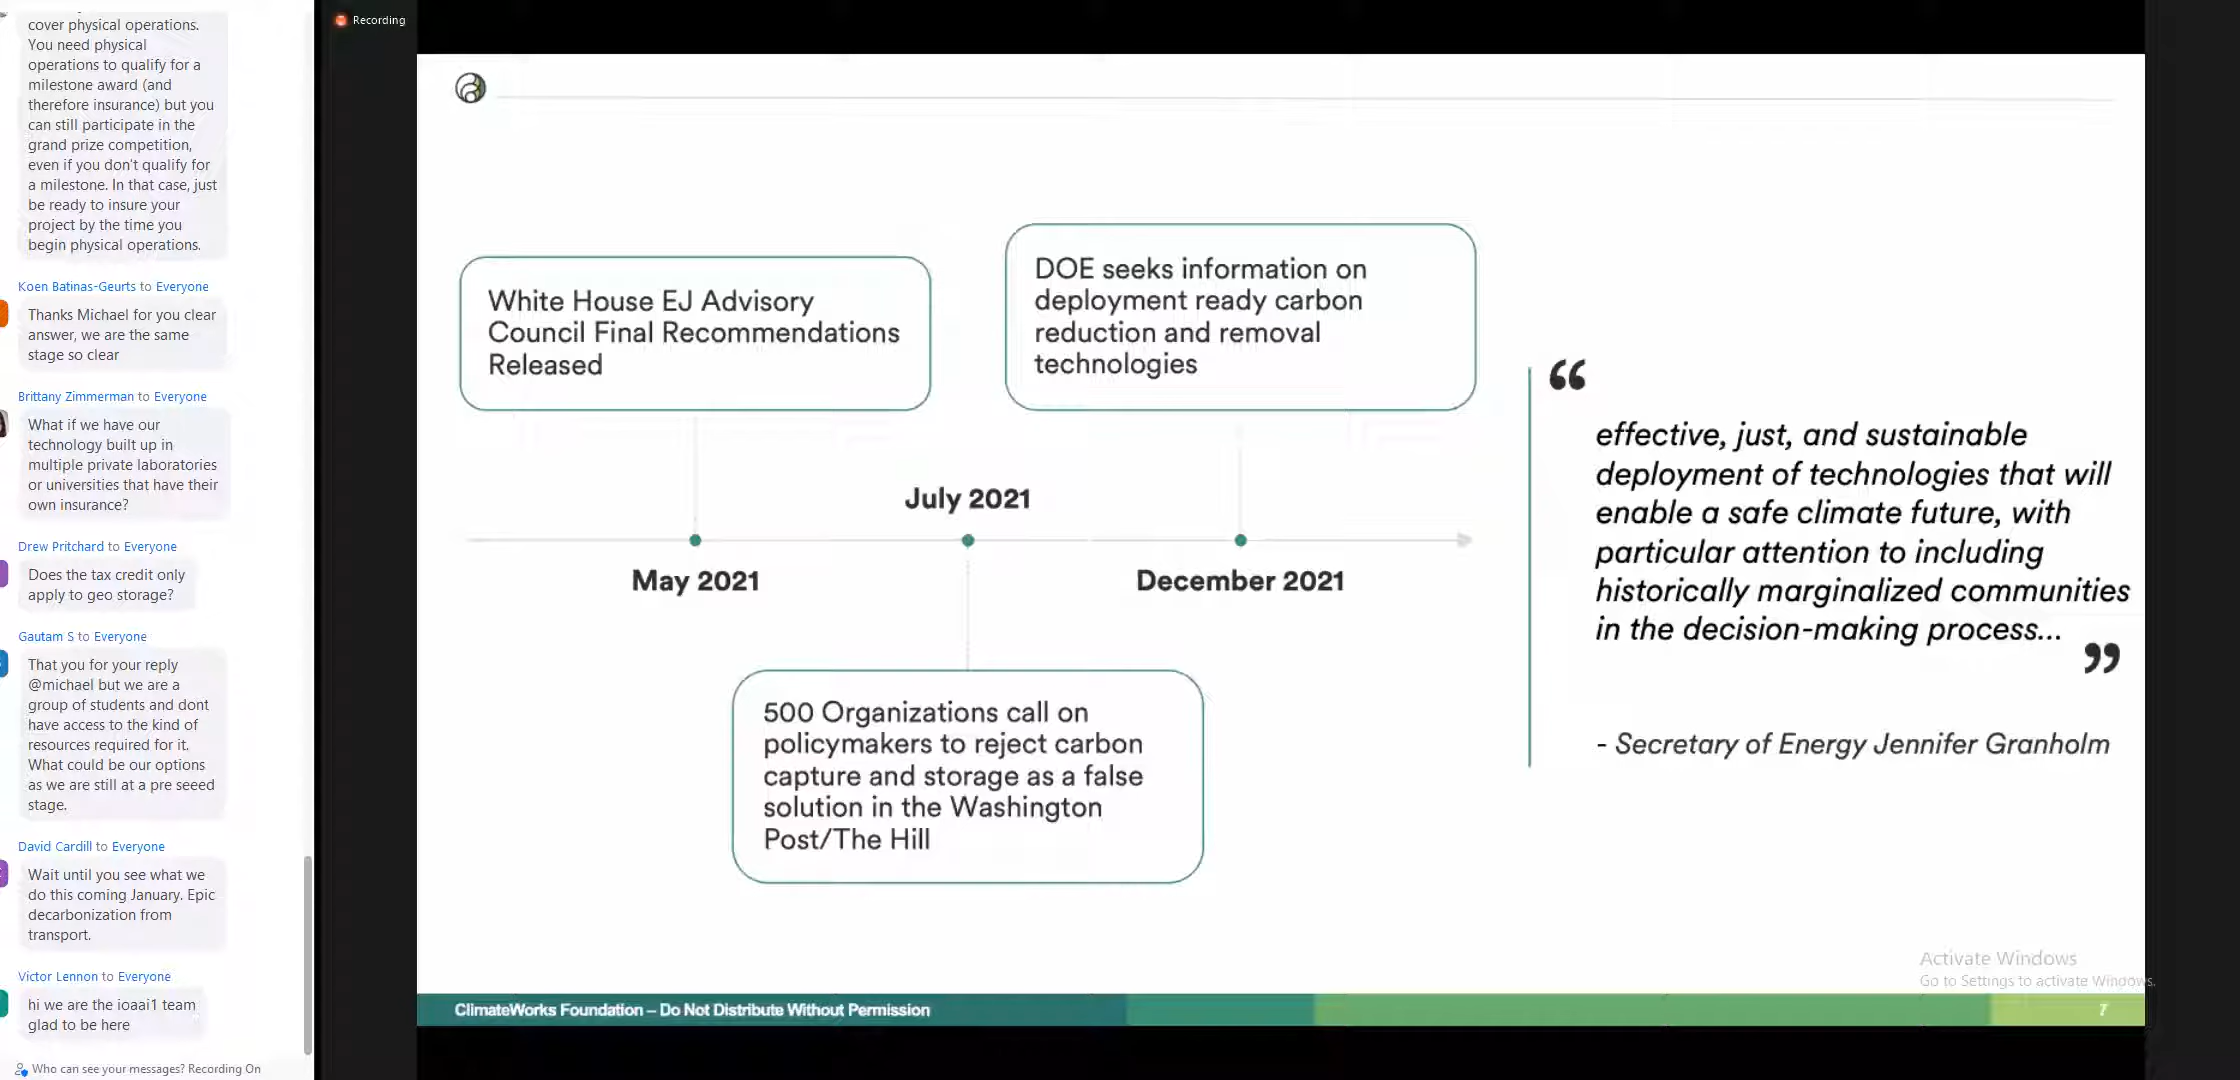 cover physical operations.
You need physical
operations to qualify for a
milestone award (and
therefore insurance) but you
can still participate in the
grand prize competition,
even if you don't qualify for
a milestone. In that case, just
be ready to insure your
project by the time you
begin physical operations.
Koen Batinas-Geurts to Everyone
Thanks Michael for you clear
answer, we are the same
stage so clear
Brittany Zimmerman to Everyone
What if we have our
technology built up in
multiple private laboratories
or universities that have their
own insurance?
Drew Pritchard to Everyone
Does the tax credit only
apply to geo storage?
Gautam S to Everyone
That you for your reply
@michael but we are a
group of students and dont
have access to the kind of
resources required for it.
What could be our options
as we are still at a pre seeed
stage.
David Cardill to Everyone
Wait until you see what we
do this coming January. Epic
decarbonization from
transport.
Victor Lennon to Everyone
hi we are the ioaai1 team
glad to be here
Who can see your messages? Recording On
Recording
White House EJ Advisory
Council Final Recommendations
Released
DOE seeks information on
deployment ready carbon
reduction and removal
technologies
July 2021
May 2021
December 2021
500 Organizations call on
policymakers to reject carbon
capture and storage as a false
solution in the Washington
Post/The Hill
“
effective, just, and sustainable
deployment of technologies that will
enable a safe climate future, with
particular attention to including
historically marginalized communities
in the decision-making process...
”
- Secretary of Energy Jennifer Granholm
Activate Windows
Go to Settings to activate Windows.
ClimateWorks Foundation – Do Not Distribute Without Permission
7